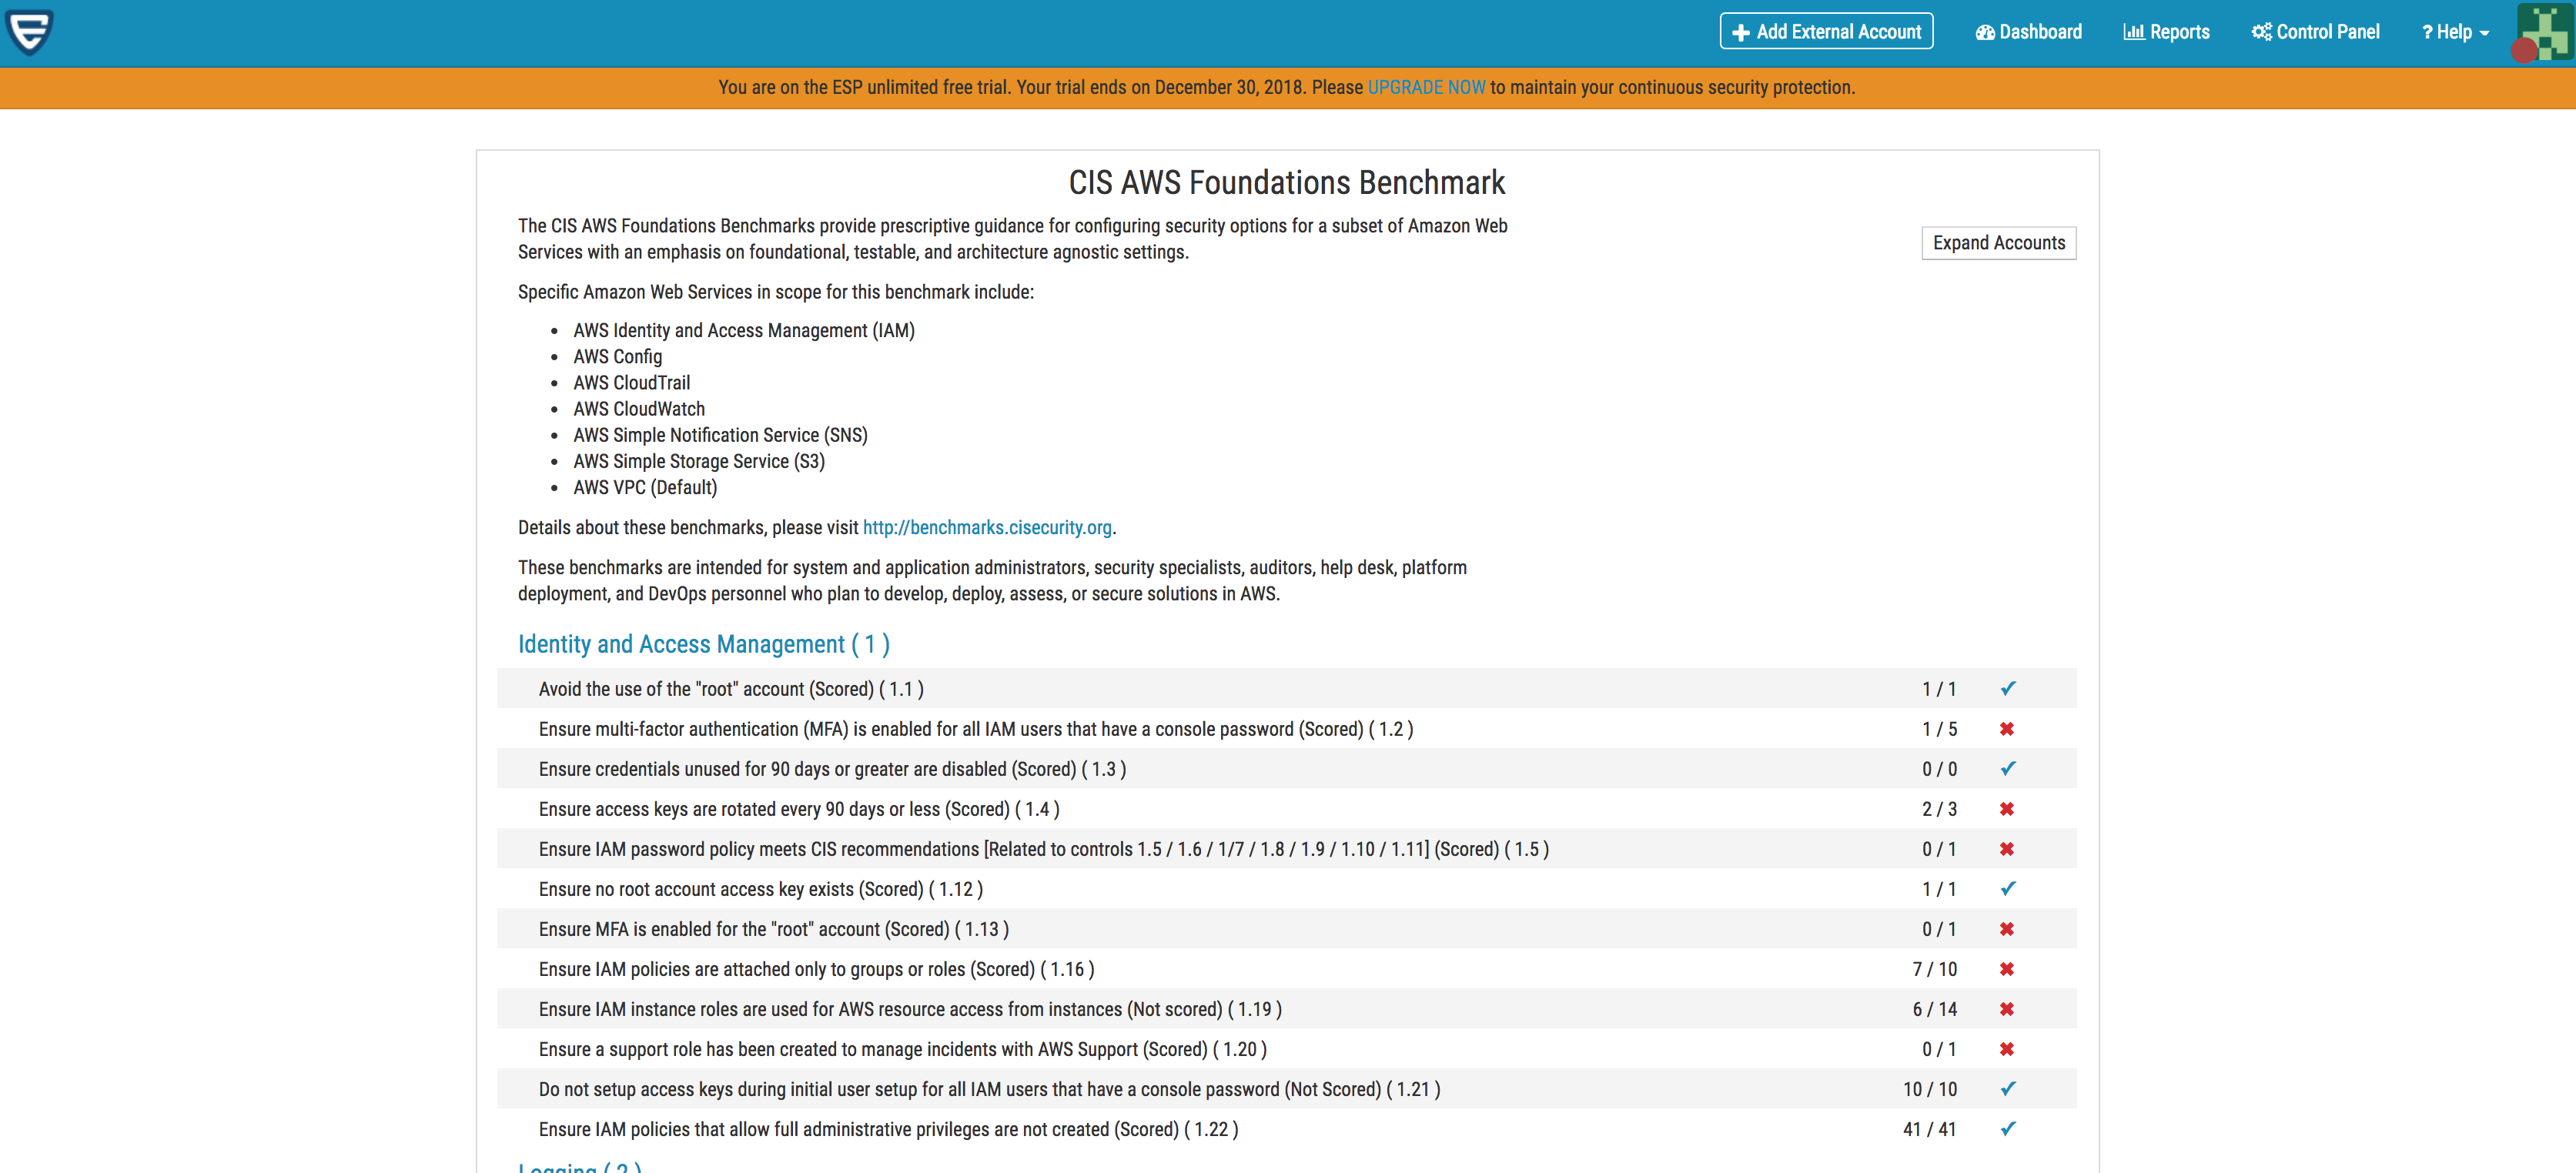 Add External Account Dashboard Reports Control Panel ? Help
You are on the ESP unlimited free trial. Your trial ends on December 30, 2018. Please UPGRADE NOW to maintain your continuous security protection.
CIS AWS Foundations Benchmark
The CIS AWS Foundations Benchmarks provide prescriptive guidance for configuring security options for a subset of Amazon Web
Services with an emphasis on foundational, testable, and architecture agnostic settings.
Expand Accounts
Specific Amazon Web Services in scope for this benchmark include:
• AWS Identity and Access Management (IAM)
• AWS Config
• AWS CloudTrail
• AWS CloudWatch
• AWS Simple Notification Service (SNS)
• AWS Simple Storage Service (S3)
• AWS VPC (Default)
Details about these benchmarks, please visit http://benchmarks.cisecurity.org.
These benchmarks are intended for system and application administrators, security specialists, auditors, help desk, platform
deployment, and DevOps personnel who plan to develop, deploy, assess, or secure solutions in AWS.
Identity and Access Management ( 1 )
Avoid the use of the "root" account (Scored) ( 1.1 ) 1 / 1 ✔
Ensure multi-factor authentication (MFA) is enabled for all IAM users that have a console password (Scored) ( 1.2 ) 1 / 5 ✖
Ensure credentials unused for 90 days or greater are disabled (Scored) ( 1.3 ) 0 / 0 ✔
Ensure access keys are rotated every 90 days or less (Scored) ( 1.4 ) 2 / 3 ✖
Ensure IAM password policy meets CIS recommendations [Related to controls 1.5 / 1.6 / 1/7 / 1.8 / 1.9 / 1.10 / 1.11] (Scored) ( 1.5 ) 0 / 1 ✖
Ensure no root account access key exists (Scored) ( 1.12 ) 1 / 1 ✔
Ensure MFA is enabled for the "root" account (Scored) ( 1.13 ) 0 / 1 ✖
Ensure IAM policies are attached only to groups or roles (Scored) ( 1.16 ) 7 / 10 ✖
Ensure IAM instance roles are used for AWS resource access from instances (Not scored) ( 1.19 ) 6 / 14 ✖
Ensure a support role has been created to manage incidents with AWS Support (Scored) ( 1.20 ) 0 / 1 ✖
Do not setup access keys during initial user setup for all IAM users that have a console password (Not Scored) ( 1.21 ) 10 / 10 ✔
Ensure IAM policies that allow full administrative privileges are not created (Scored) ( 1.22 ) 41 / 41 ✔
Logging ( 2 )